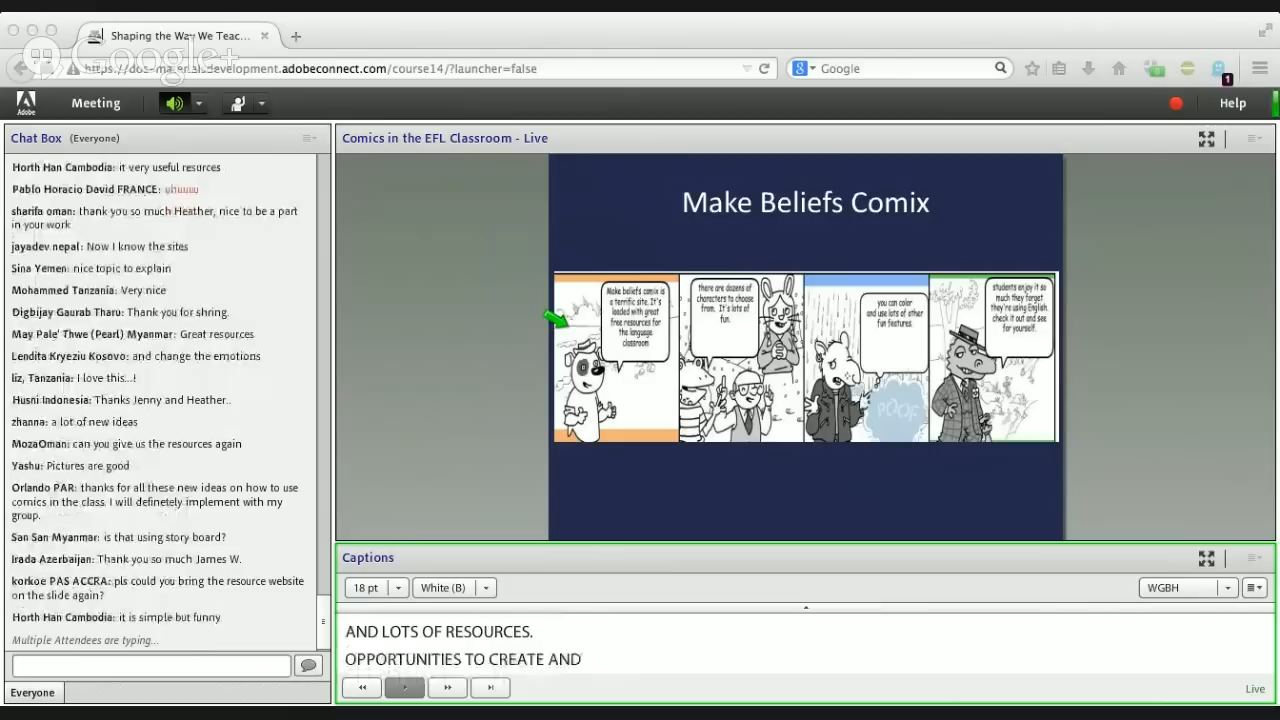 Shaping the Way We Teac...
Google+
adobeconnect.com/course14/?launcher=false
Google
1
Adobe
Meeting
Help
Chat Box (Everyone)
Horth Han Cambodia: it very useful resurces
Pablo Horacio David FRANCE:
sharifa oman: thank you so much Heather, nice to be a part
in your work
jayadev nepal: Now I know the sites
Sina Yemen: nice topic to explain
Mohammed Tanzania: Very nice
Digbijay Gaurab Tharu: Thank you for shring.
May Pale' Thwe (Pearl) Myanmar: Great resources
Lendita Kryeziu Kosovo: and change the emotions
liz, Tanzania: I love this...!
Husni Indonesia: Thanks Jenny and Heather..
zhanna: a lot of new ideas
MozaOman: can you give us the resources again
Yashu: Pictures are good
Orlando PAR: thanks for all these new ideas on how to use
comics in the class. I will definetely implement with my
group.
San San Myanmar: is that using story board?
Irada Azerbaijan: Thank you so much James W.
korkoe PAS ACCRA: pls could you bring the resource website
on the slide again?
Horth Han Cambodia: it is simple but funny
Multiple Attendees are typing...
Everyone
Comics in the EFL Classroom - Live
Make Beliefs Comix
Make beliefs comix is
a terrific site. It's
loaded with great
free resources for
the language
classroom
there are dozens of
characters to choose
from. It's lots of
fun.
you can color
and use lots of other
fun features.
POOF
students enjoy it so
much they forget
they're using English.
check it out and see
for yourself.
Captions
18 pt
White (B)
WGBH
AND LOTS OF RESOURCES.
OPPORTUNITIES TO CREATE AND
Live